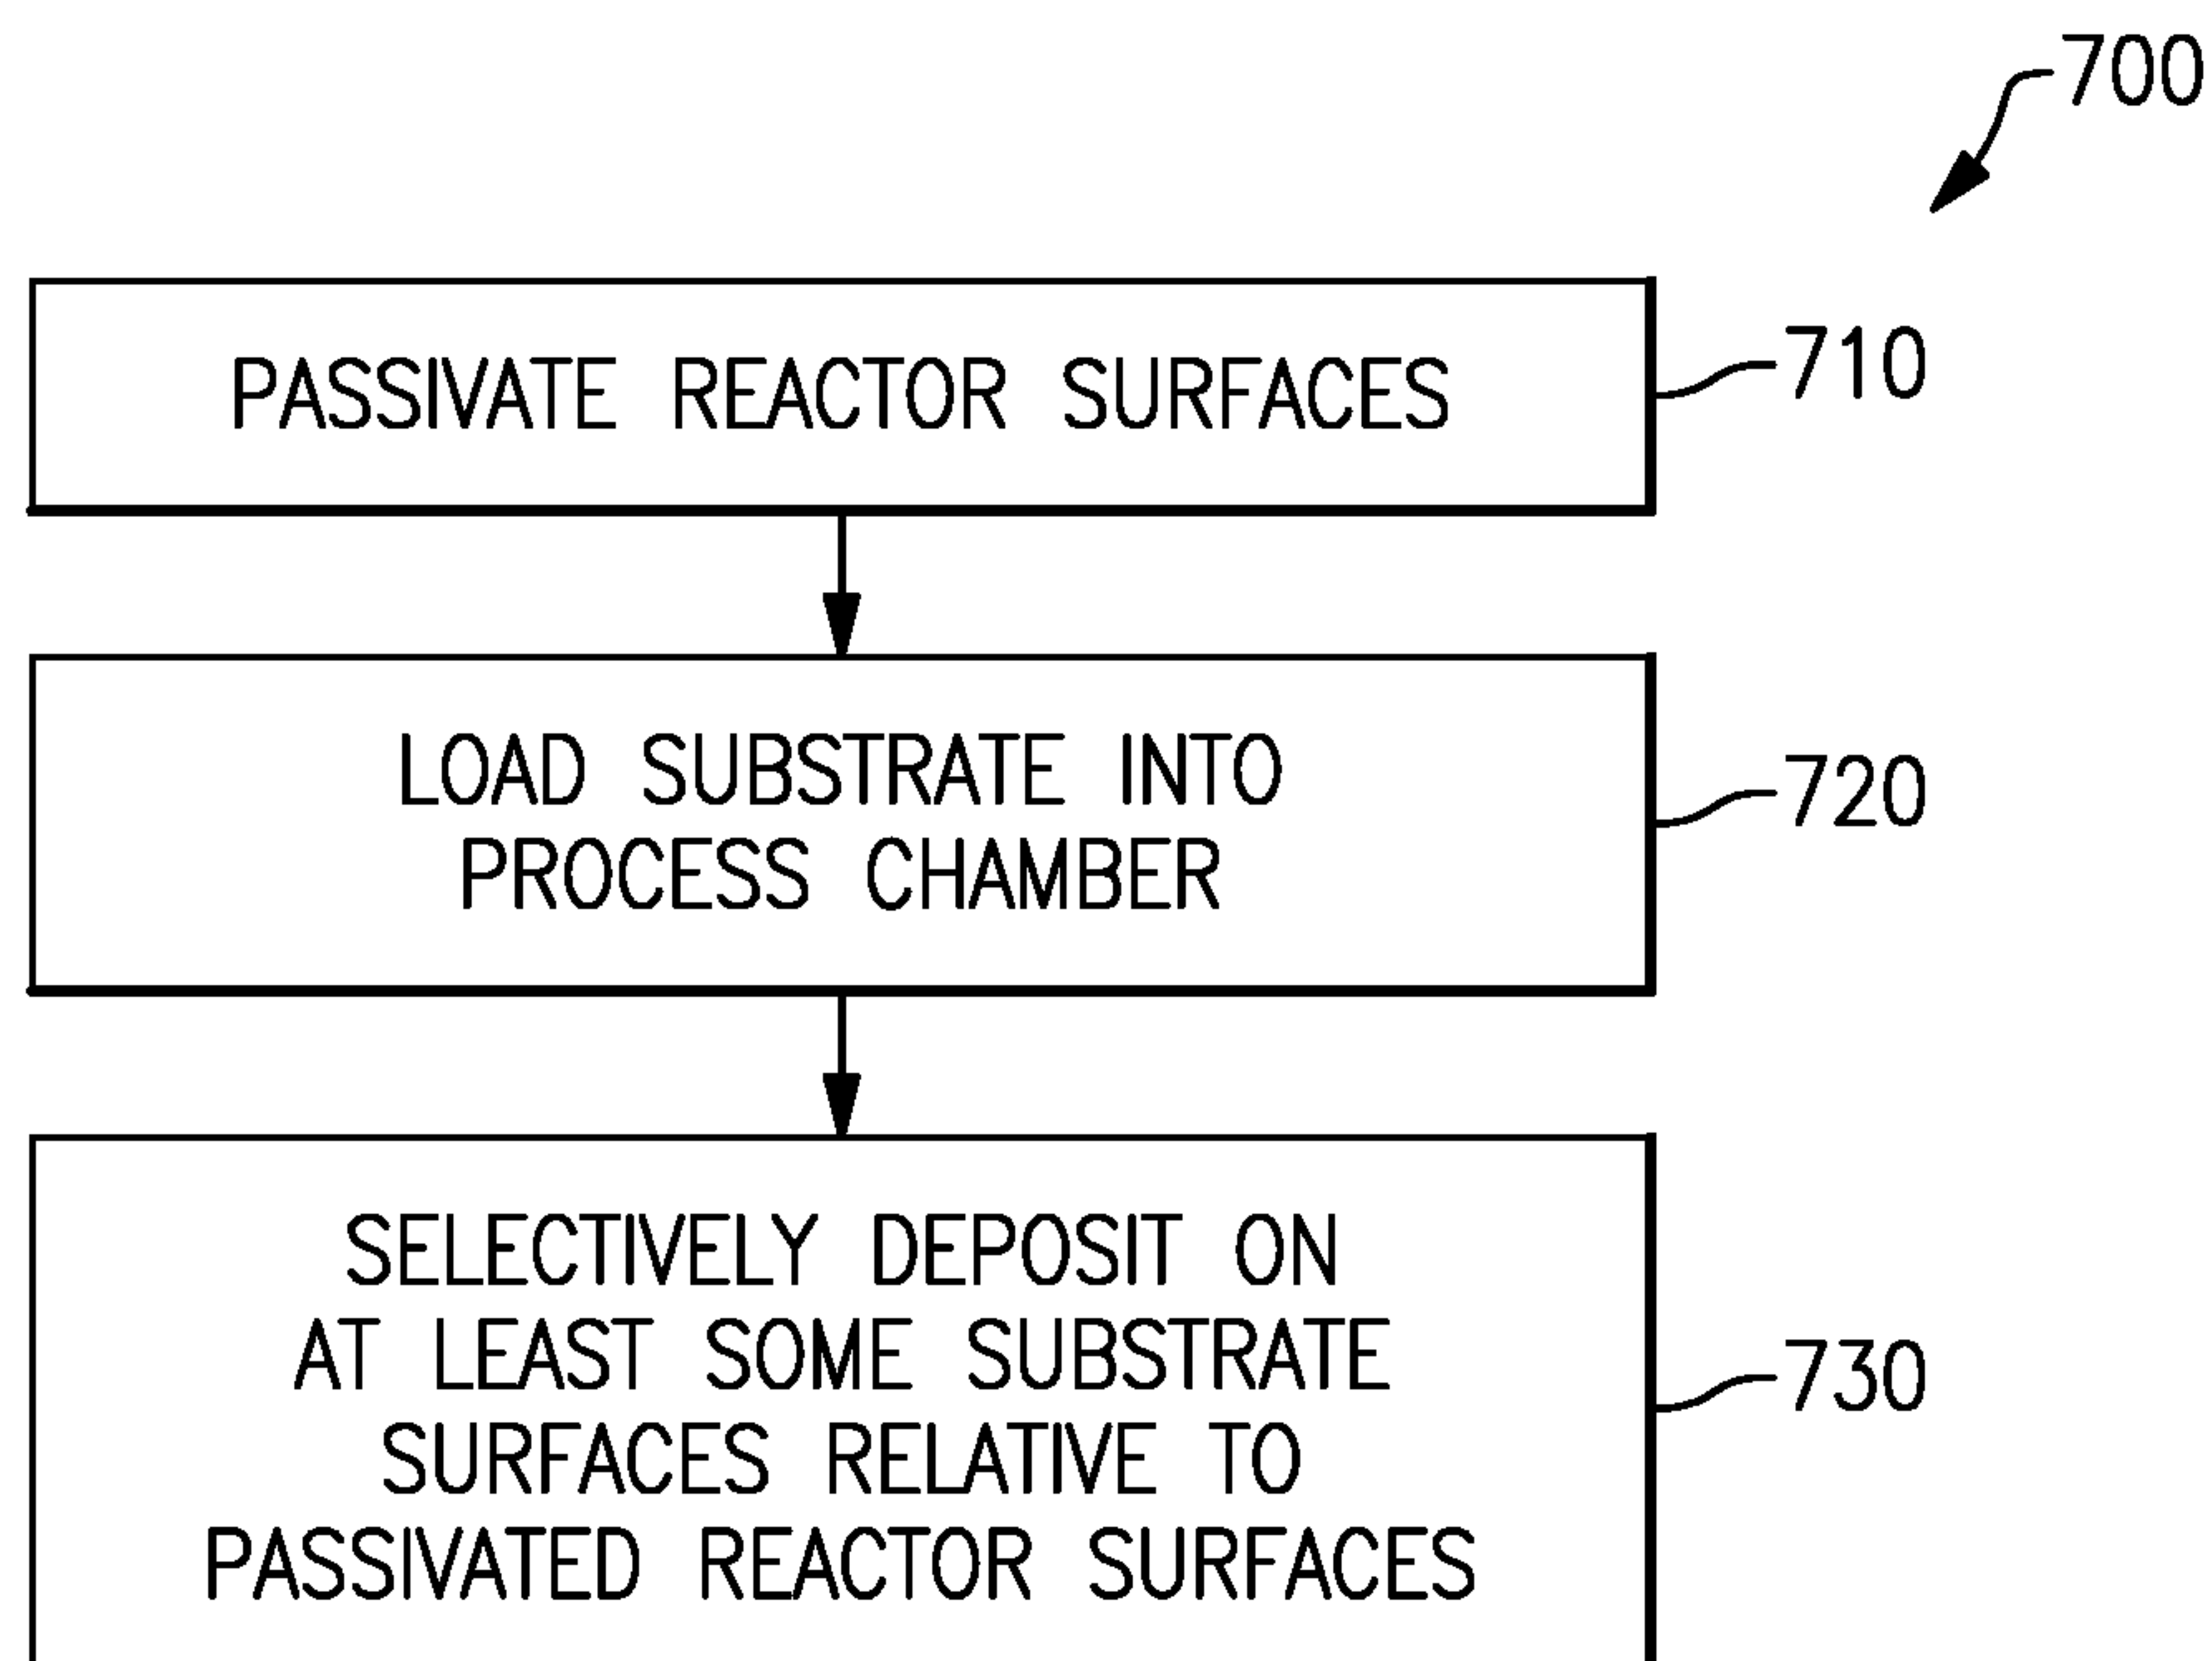 700
PASSIVATE REACTOR SURFACES
710
LOAD SUBSTRATE INTO
PROCESS CHAMBER
720
SELECTIVELY DEPOSIT ON
AT LEAST SOME SUBSTRATE
SURFACES RELATIVE TO
PASSIVATED REACTOR SURFACES
730